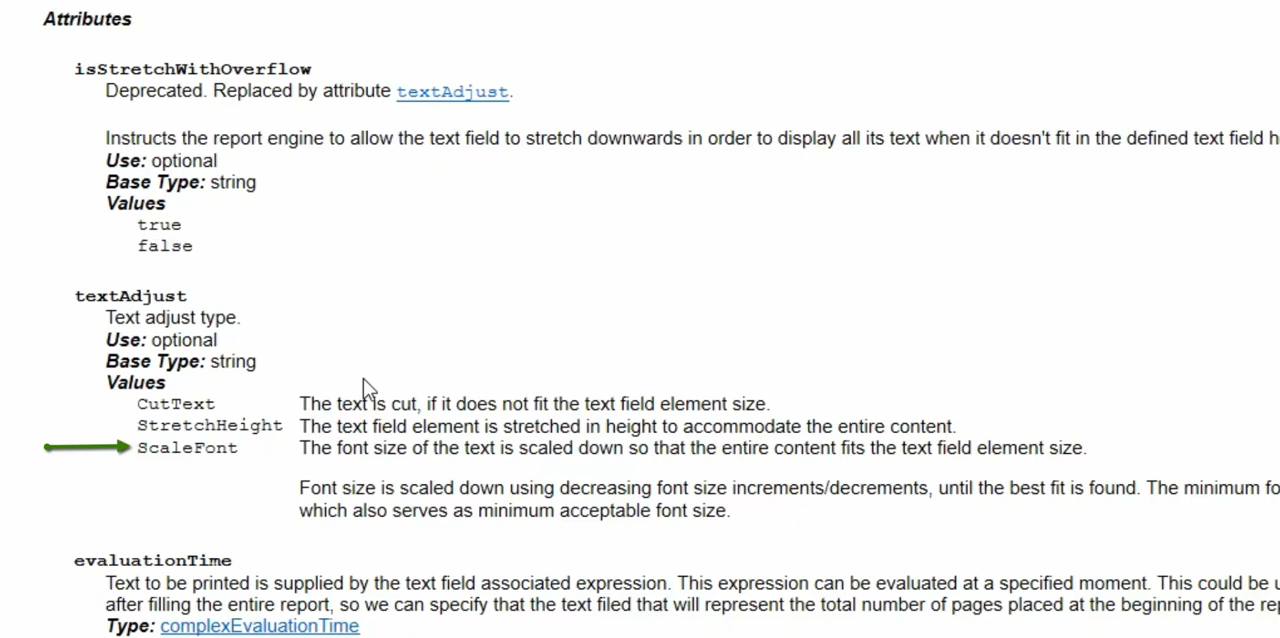 Attributes
isStretchWithOverflow
Deprecated. Replaced by attribute textAdjust.
Instructs the report engine to allow the text field to stretch downwards in order to display all its text when it doesn't fit in the defined text field h
Use: optional
Base Type: string
Values
true
false
textAdjust
Text adjust type.
Use: optional
Base Type: string
Values
CutText The text is cut, if it does not fit the text field element size.
StretchHeight The text field element is stretched in height to accommodate the entire content.
ScaleFont The font size of the text is scaled down so that the entire content fits the text field element size.
Font size is scaled down using decreasing font size increments/decrements, until the best fit is found. The minimum fo
which also serves as minimum acceptable font size.
evaluationTime
Text to be printed is supplied by the text field associated expression. This expression can be evaluated at a specified moment. This could be u
after filling the entire report, so we can specify that the text filed that will represent the total number of pages placed at the beginning of the rep
Type: complexEvaluationTime